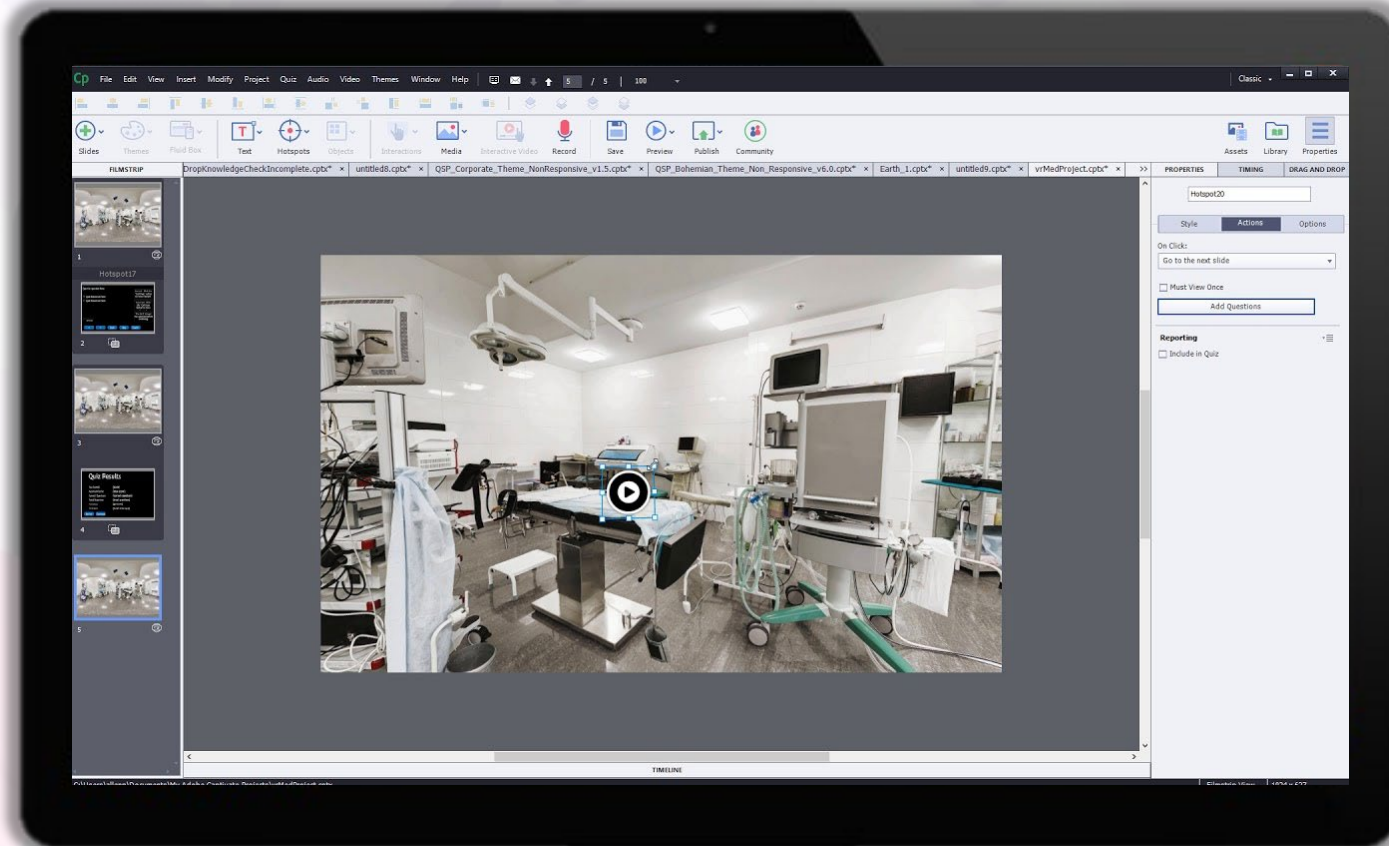 Cp File Edit View Insert Modify Project Quiz Audio Video Themes Window Help 5 / 5 | 100 Classic
Slides Themes Fluid Box Text Hotspots Objects Interactions Media Interactive Video Record Save Preview Publish Community Assets Library Properties
FILMSTRIP DropKnowledgeCheckIncomplete.cptx* × untitled8.cptx* × QSP_Corporate_Theme_NonResponsive_v1.5.cptx* × QSP_Bohemian_Theme_Non_Responsive_v6.0.cptx* × Earth_1.cptx* × untitled9.cptx* × vrMedProject.cptx* × >> PROPERTIES TIMING DRAG AND DROP
Hotspot20
Style Actions Options
On Click:
Go to the next slide
Must View Once
Add Questions
Reporting
Include in Quiz
1
Hotspot17
2
3
Quiz Results
4
5
TIMELINE